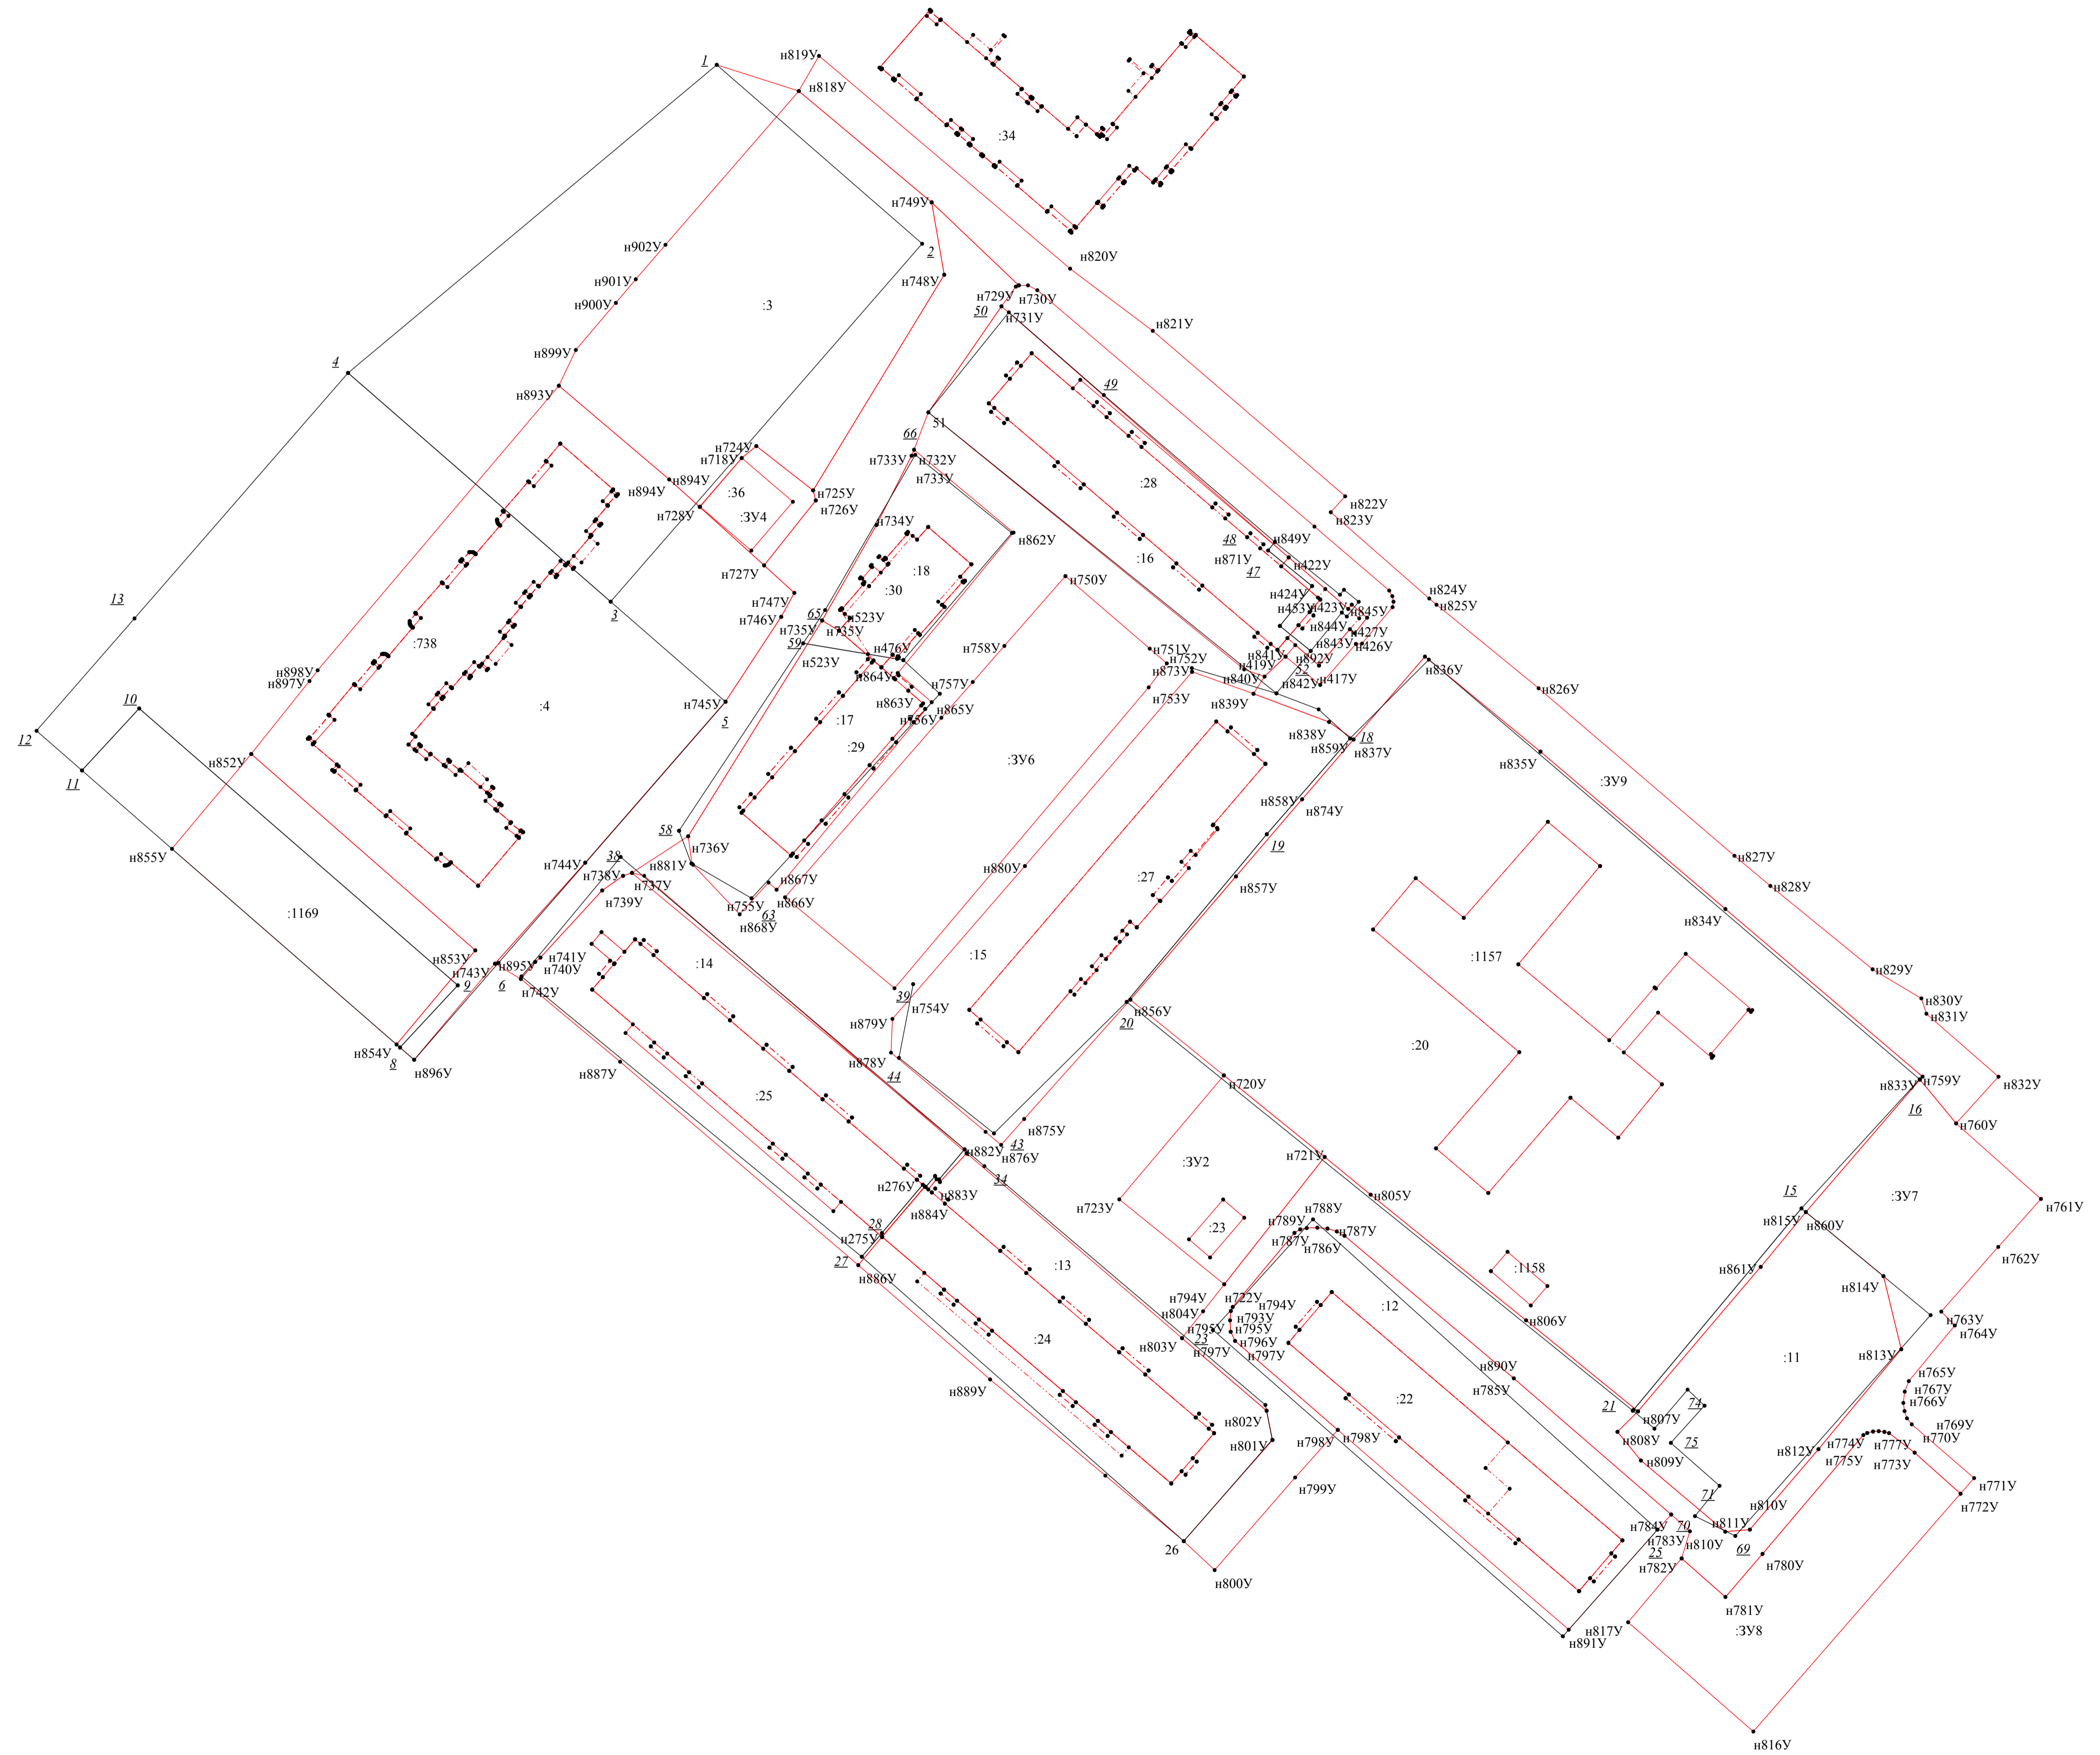 1
н819У
н818У
:34
н749У
2
н902У
н820У
н748У
н901У
:3
н729У
н730У
н900У
50
н731У
н821У
4
н899У
н893У
49
51
66
н724У
н733У
н732У
н718У
н733У
н894У
н894У
:36
:28
н725У
н822У
н728У
:ЗУ4
н726У
н823У
н734У
48
н862У
н849У
н871У
:16
н727У
:18
47
н422У
н750У
:30
н747У
н424У
н824У
н825У
13
3
65
н523У
н453У
н423У
н845У
н746У
н735У
н735У
н844У
н427У
:738
59
н758У
н751У
н843У
н426У
н523У
н476У
н841У
н892У
н752У
н898У
н864У
н873У
н419У
52
н836У
н897У
н757У
н840У
н417У
н826У
10
:4
н745У
н863У
н753У
н842У
5
:17
н756У
н865У
н839У
12
н838У
18
:29
н859У
н837У
н852У
:ЗУ6
н835У
:ЗУ9
11
н858У
н874У
58
19
н855У
н736У
н827У
38
н744У
н881У
н880У
н857У
н738У
н737У
н867У
:27
н828У
н739У
н755У
н866У
:1169
63
н868У
н834У
н853У
н741У
:14
:15
:1157
н743У
н895У
н740У
н829У
9
6
39
н742У
н754У
20
н856У
н830У
н879У
н831У
н854У
:20
8
н896У
н887У
н878У
44
н720У
н833У
н759У
н832У
:25
16
н875У
43
н760У
н882У
н876У
н721У
:ЗУ2
34
н276У
н883У
15
:ЗУ7
н884У
н723У
н805У
н761У
28
:23
н788У
н815У
н860У
н275У
н789У
н787У
н787У
27
н886У
:13
н786У
:1158
н861У
н762У
н814У
н794У
н722У
н804У
н794У
:12
н793У
н806У
н763У
:24
н795У
н795У
н764У
н803У
23
н797У
н796У
н813У
н797У
:11
н889У
н890У
н765У
н785У
н767У
:22
74
н766У
21
н802У
н807У
н769У
н801У
н798У
н798У
н808У
75
н774У
н777У
н770У
н812У
н775У
н773У
н809У
н799У
71
н771У
н810У
н772У
н784У
70
н811У
26
н783У
н810У
25
69
н782У
н780У
н800У
н781У
н817У
:ЗУ8
н891У
н816У